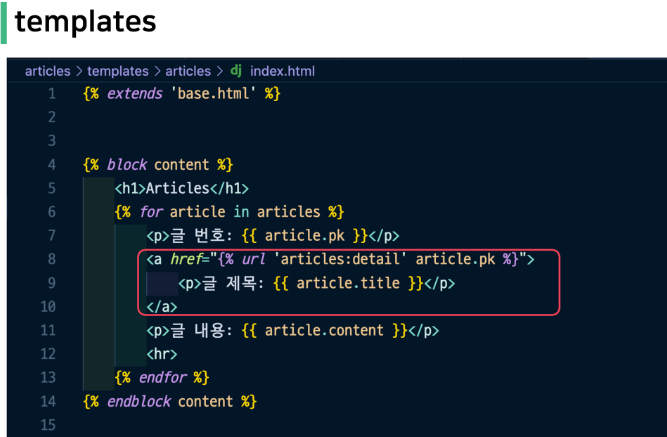 templates
articles > templates > articles > dj index.html
1 {% extends 'base.html' %}
2
3
4 {% block content %}
5 <h1>Articles</h1>
6 {% for article in articles %}
7 <p>글 번호: {{ article.pk }}</p>
8 <a href="{% url 'articles:detail' article.pk %}">
9 <p>글 제목: {{ article.title }}</p>
10 </a>
11 <p>글 내용: {{ article.content }}</p>
12 <hr>
13 {% endfor %}
14 {% endblock content %}
15